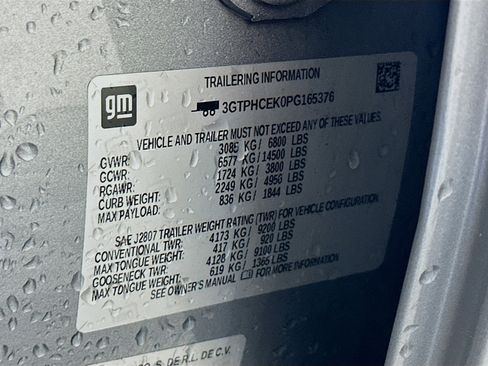 TRAILERING INFORMATION
gm
3GTPHCEK0PG165376
VEHICLE AND TRAILER MUST NOT EXCEED ANY OF THESE VALUES.
GVWR: 3085 KG/ 6800 LBS
GCWR: 6577 KG/ 14500 LBS
RGAWR: 1724 KG/ 3800 LBS
CURB WEIGHT: 2249 KG/ 4956 LBS
MAX PAYLOAD: 836 KG/ 1844 LBS
SAE J2807 TRAILER WEIGHT RATING (TWR) FOR VEHICLE CONFIGURATION
CONVENTIONAL TWR: 4173 KG/ 9200 LBS
MAX TONGUE WEIGHT: 417 KG/ 920 LBS
GOOSENECK TWR: 4128 KG/ 9100 LBS
MAX TONGUE WEIGHT: 619 KG/ 1365 LBS
SEE OWNER'S MANUAL FOR MORE INFORMATION.
S. DE R.L. DE C.V.